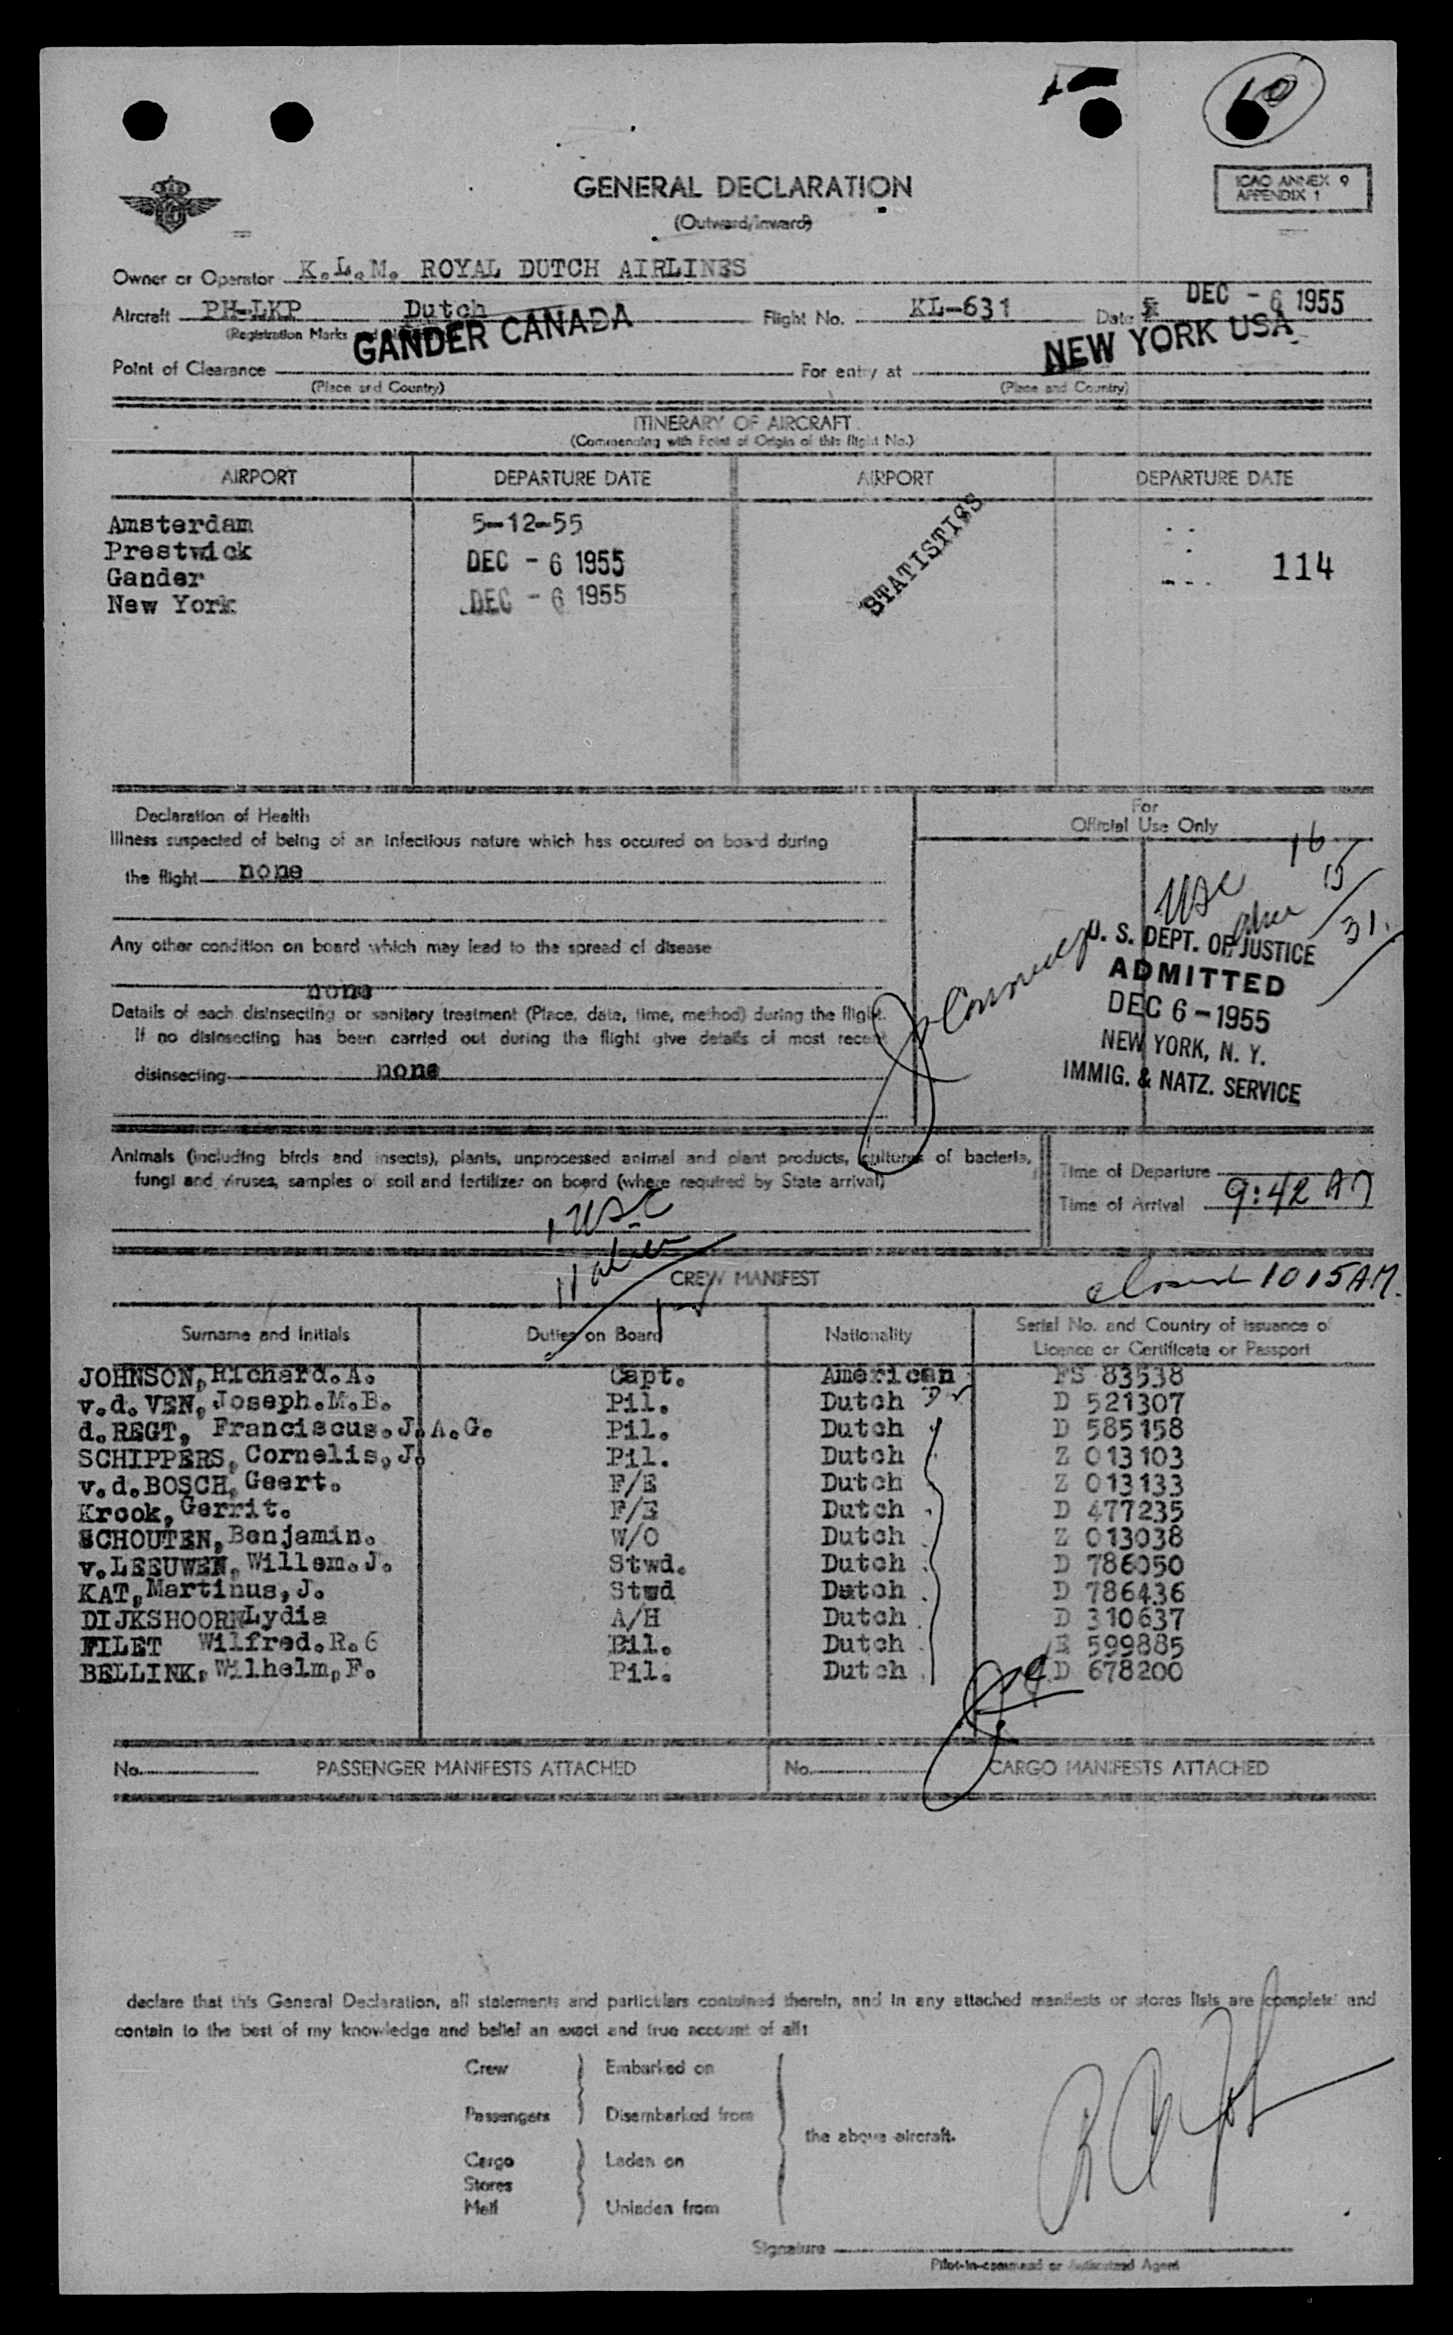 10
GENERAL DECLARATION
(Outward/Inward)
ICAO ANNEX 9
APPENDIX 1
Owner or Operator K.L.M. ROYAL DUTCH AIRLINES
Aircraft PH-LKP Dutch Flight No. KL-631 Date DEC - 6 1955
(Registration Marks
GANDER CANADA
NEW YORK USA
Point of Clearance For entry at
(Place and Country) (Place and Country)
ITINERARY OF AIRCRAFT
(Commencing with Point of Origin of this flight No.)
AIRPORT DEPARTURE DATE AIRPORT DEPARTURE DATE
Amsterdam 5-12-55
Prestwick DEC - 6 1955
Gander DEC - 6 1955
New York
STATISTICS
114
Declaration of Health
Illness suspected of being of an infectious nature which has occured on board during
the flight none
Any other condition on board which may lead to the spread of disease
none
Details of each disinsecting or sanitary treatment (Place, date, time, method) during the flight.
If no disinsecting has been carried out during the flight give details of most recent
disinsecting none
For
Official Use Only
16
USC 15
31
U. S. DEPT. OF JUSTICE
ADMITTED
DEC 6 - 1955
NEW YORK, N. Y.
IMMIG. & NATZ. SERVICE
Animals (including birds and insects), plants, unprocessed animal and plant products, cultures of bacteria,
fungi and viruses, samples of soil and fertilizer on board (where required by State arrival)
Time of Departure
Time of Arrival 9:42 AM
1 USC
11 alien
closed 1015 AM.
CREW MANIFEST
Surname and Initials Duties on Board Nationality Serial No. and Country of issuance of
Licence or Certificate or Passport
JOHNSON, Richard. A. Capt. American PS 83538
v.d. VEN, Joseph.M.B. Pil. Dutch D 521307
d.REGT, Franciscus.J.A.G. Pil. Dutch D 585158
SCHIPPERS, Cornelis, J. Pil. Dutch Z 013103
v.d.BOSCH, Geert. F/E Dutch Z 013133
Krook, Gerrit. F/E Dutch D 477235
SCHOUTEN, Benjamin. W/O Dutch Z 013038
v.LEEUWEN, Willem.J. Stwd. Dutch D 786050
KAT, Martinus, J. Stwd Dutch D 786436
DIJKSHOORN Lydia A/H Dutch D 310637
FILET Wilfred.R.G Pil. Dutch E 599885
BELLINK, Wilhelm, F. Pil. Dutch D 678200
No. PASSENGER MANIFESTS ATTACHED No. CARGO MANIFESTS ATTACHED
declare that this General Declaration, all statements and particulars contained therein, and in any attached manifests or stores lists are complete and
contain to the best of my knowledge and belief an exact and true account of all:
Crew Embarked on
Passengers Disembarked from
the above aircraft.
Cargo Laden on
Stores
Mail Unladen from
Signature
Pilot-in-command or Authorized Agent